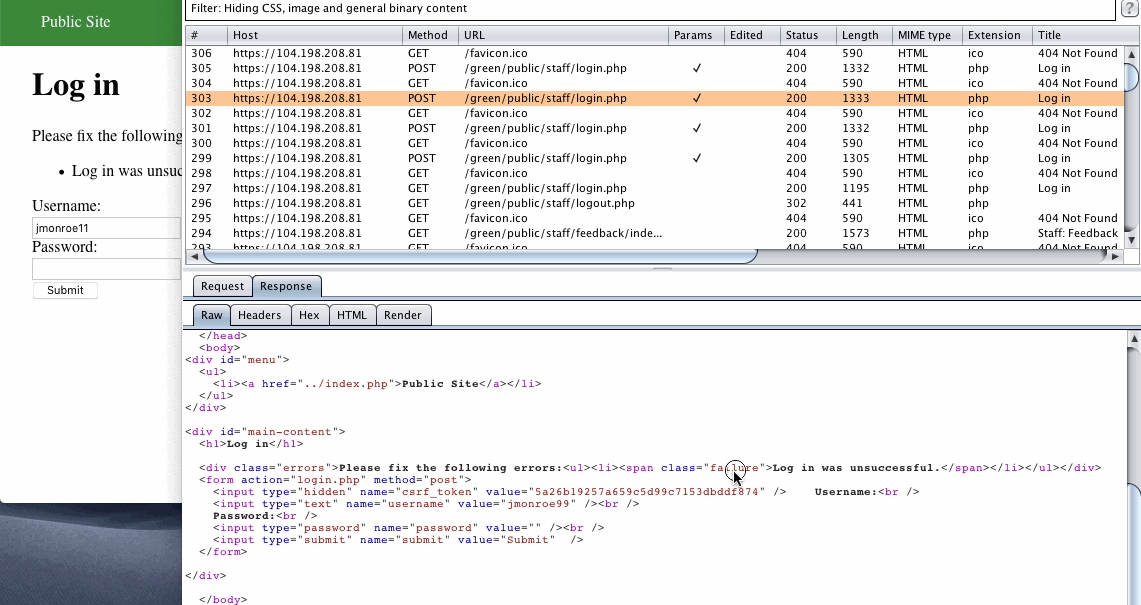 Public Site
Log in
Please fix the following
• Log in was unsuc
Username:
jmonroe11
Password:
Submit
Filter: Hiding CSS, image and general binary content
?
# Host Method URL Params Edited Status Length MIME type Extension Title
306 https://104.198.208.81 GET /favicon.ico 404 590 HTML ico 404 Not Found
305 https://104.198.208.81 POST /green/public/staff/login.php ✓ 200 1332 HTML php Log in
304 https://104.198.208.81 GET /favicon.ico 404 590 HTML ico 404 Not Found
303 https://104.198.208.81 POST /green/public/staff/login.php ✓ 200 1333 HTML php Log in
302 https://104.198.208.81 GET /favicon.ico 404 590 HTML ico 404 Not Found
301 https://104.198.208.81 POST /green/public/staff/login.php ✓ 200 1332 HTML php Log in
300 https://104.198.208.81 GET /favicon.ico 404 590 HTML ico 404 Not Found
299 https://104.198.208.81 POST /green/public/staff/login.php ✓ 200 1305 HTML php Log in
298 https://104.198.208.81 GET /favicon.ico 404 590 HTML ico 404 Not Found
297 https://104.198.208.81 GET /green/public/staff/login.php 200 1195 HTML php Log in
296 https://104.198.208.81 GET /green/public/staff/logout.php 302 441 HTML php
295 https://104.198.208.81 GET /favicon.ico 404 590 HTML ico 404 Not Found
294 https://104.198.208.81 GET /green/public/staff/feedback/inde... 200 1573 HTML php Staff: Feedback
293 https://104.198.208.81 GET /favicon.ico 404 590 HTML ico 404 Not Found
Request Response
Raw Headers Hex HTML Render
</head>
<body>
<div id="menu">
<ul>
<li><a href="../index.php">Public Site</a></li>
</ul>
</div>
<div id="main-content">
<h1>Log in</h1>
<div class="errors">Please fix the following errors:<ul><li><span class="failure">Log in was unsuccessful.</span></li></ul></div>
<form action="login.php" method="post">
<input type="hidden" name="csrf_token" value="5a26b19257a659c5d99c7153dbddf874" /> Username:<br />
<input type="text" name="username" value="jmonroe99" /><br />
Password:<br />
<input type="password" name="password" value="" /><br />
<input type="submit" name="submit" value="Submit" />
</form>
</div>
</body>